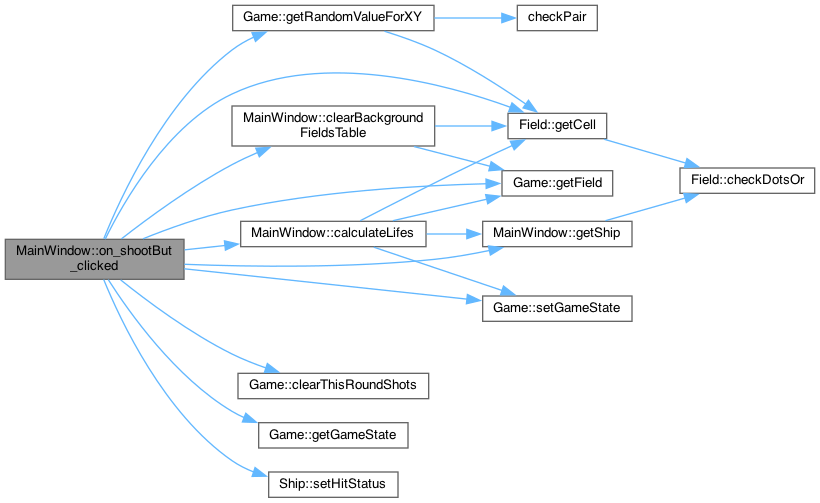 Game::getRandomValueForXY
checkPair
MainWindow::clearBackground
FieldsTable
Field::getCell
Game::getField
Field::checkDotsOr
MainWindow::on_shootBut
_clicked
MainWindow::calculateLifes
MainWindow::getShip
Game::setGameState
Game::clearThisRoundShots
Game::getGameState
Ship::setHitStatus